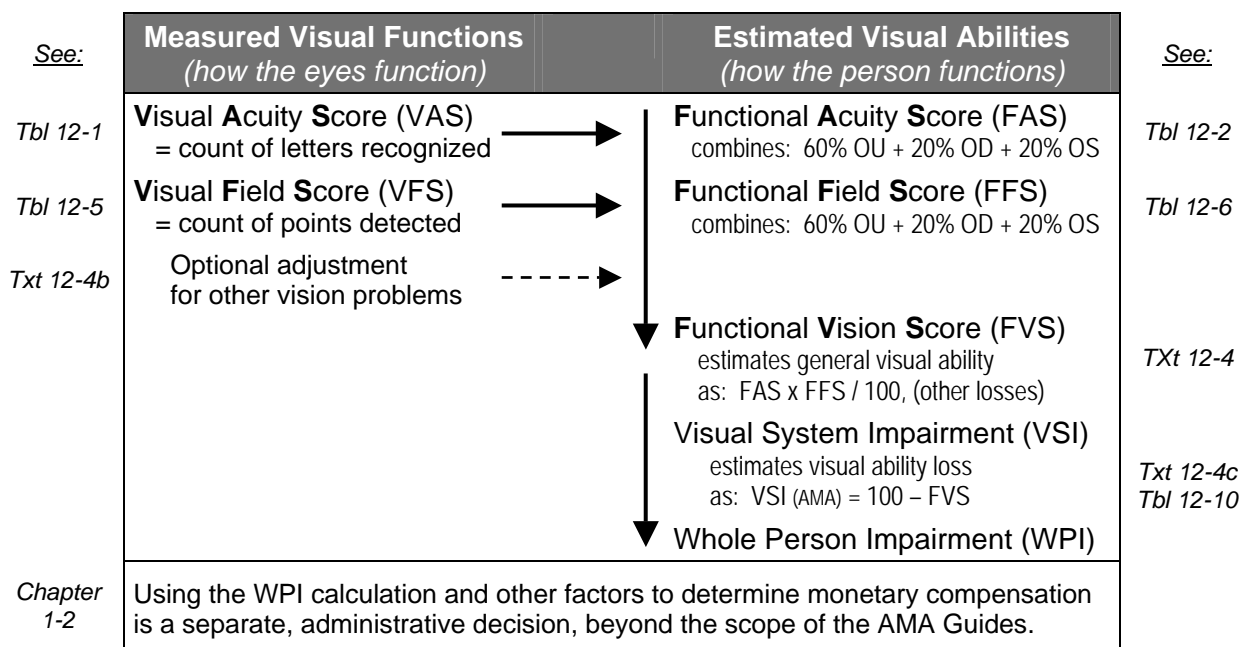 See:
Measured Visual Functions
(how the eyes function)
Estimated Visual Abilities
(how the person functions)
See:
Tbl 12-1
Visual Acuity Score (VAS)
= count of letters recognized
Functional Acuity Score (FAS)
combines: 60% OU + 20% OD + 20% OS
Tbl 12-2
Tbl 12-5
Visual Field Score (VFS)
= count of points detected
Functional Field Score (FFS)
combines: 60% OU + 20% OD + 20% OS
Tbl 12-6
Txt 12-4b
Optional adjustment
for other vision problems
Functional Vision Score (FVS)
estimates general visual ability
as: FAS x FFS / 100, (other losses)
TXt 12-4
Visual System Impairment (VSI)
estimates visual ability loss
as: VSI (AMA) = 100 – FVS
Txt 12-4c
Tbl 12-10
Whole Person Impairment (WPI)
Chapter
1-2
Using the WPI calculation and other factors to determine monetary compensation
is a separate, administrative decision, beyond the scope of the AMA Guides.